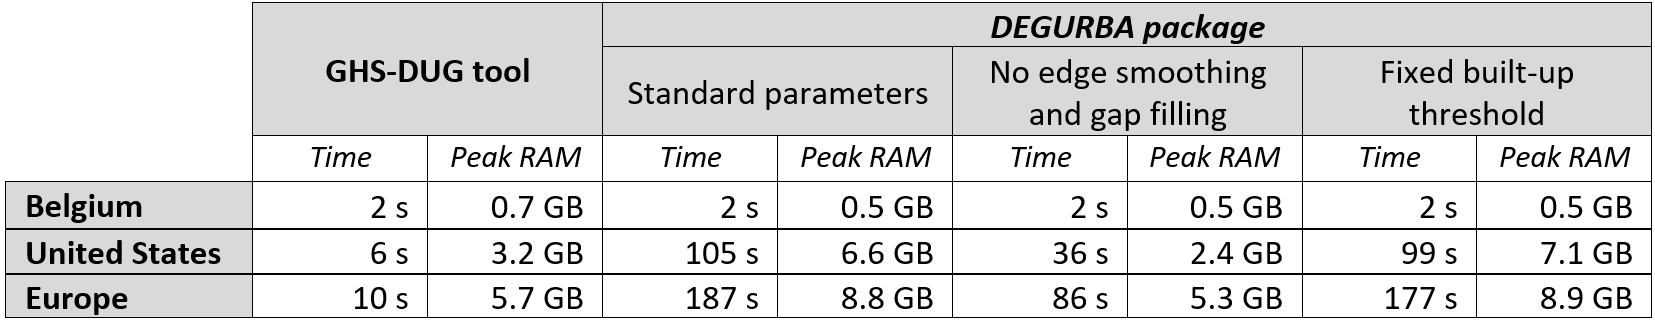 GHS-DUG tool
DEGURBA package
Standard parameters
No edge smoothing
and gap filling
Fixed built-up
threshold
Time Peak RAM Time Peak RAM Time Peak RAM Time Peak RAM
Belgium 2 s 0.7 GB 2 s 0.5 GB 2 s 0.5 GB 2 s 0.5 GB
United States 6 s 3.2 GB 105 s 6.6 GB 36 s 2.4 GB 99 s 7.1 GB
Europe 10 s 5.7 GB 187 s 8.8 GB 86 s 5.3 GB 177 s 8.9 GB